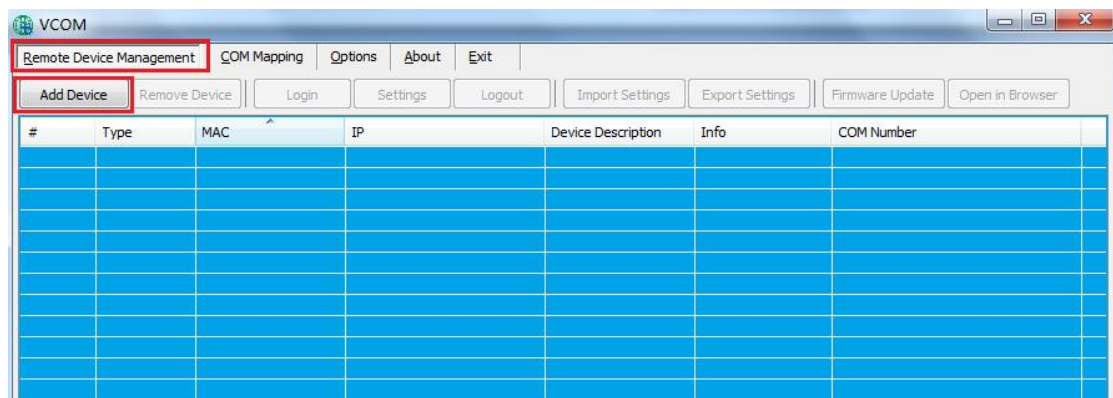 VCOM
Remote Device Management COM Mapping Options About Exit
Add Device Remove Device Login Settings Logout Import Settings Export Settings Firmware Update Open in Browser
# Type MAC IP Device Description Info COM Number